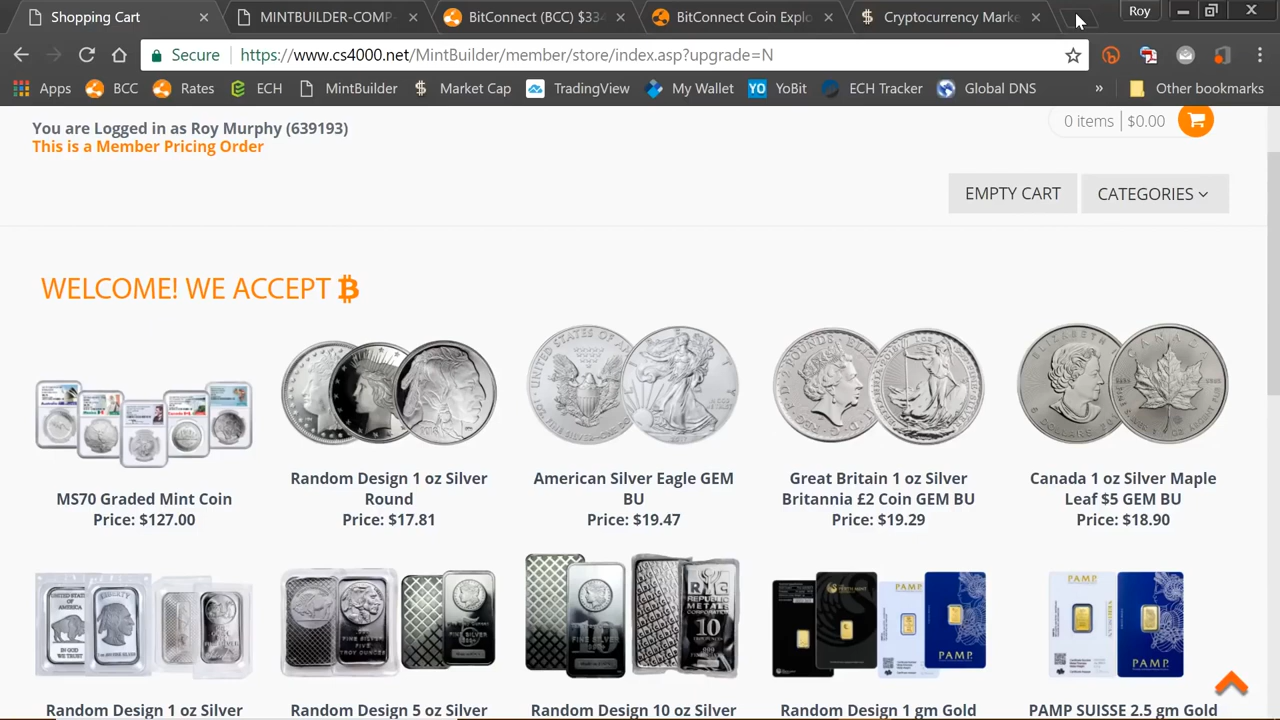 Shopping Cart
MINTBUILDER-COMP
BitConnect (BCC) $334
BitConnect Coin Explo
Cryptocurrency Marke
Roy
Secure
https://www.cs4000.net/MintBuilder/member/store/index.asp?upgrade=N
Apps
BCC
Rates
ECH
MintBuilder
Market Cap
TradingView
My Wallet
YoBit
ECH Tracker
Global DNS
»
Other bookmarks
You are Logged in as Roy Murphy (639193)
This is a Member Pricing Order
0 items | $0.00
EMPTY CART
CATEGORIES
WELCOME! WE ACCEPT ₿
MS70 Graded Mint Coin
Price: $127.00
Random Design 1 oz Silver
Round
Price: $17.81
American Silver Eagle GEM
BU
Price: $19.47
Great Britain 1 oz Silver
Britannia £2 Coin GEM BU
Price: $19.29
Canada 1 oz Silver Maple
Leaf $5 GEM BU
Price: $18.90
Random Design 1 oz Silver
Random Design 5 oz Silver
Random Design 10 oz Silver
Random Design 1 gm Gold
PAMP SUISSE 2.5 gm Gold